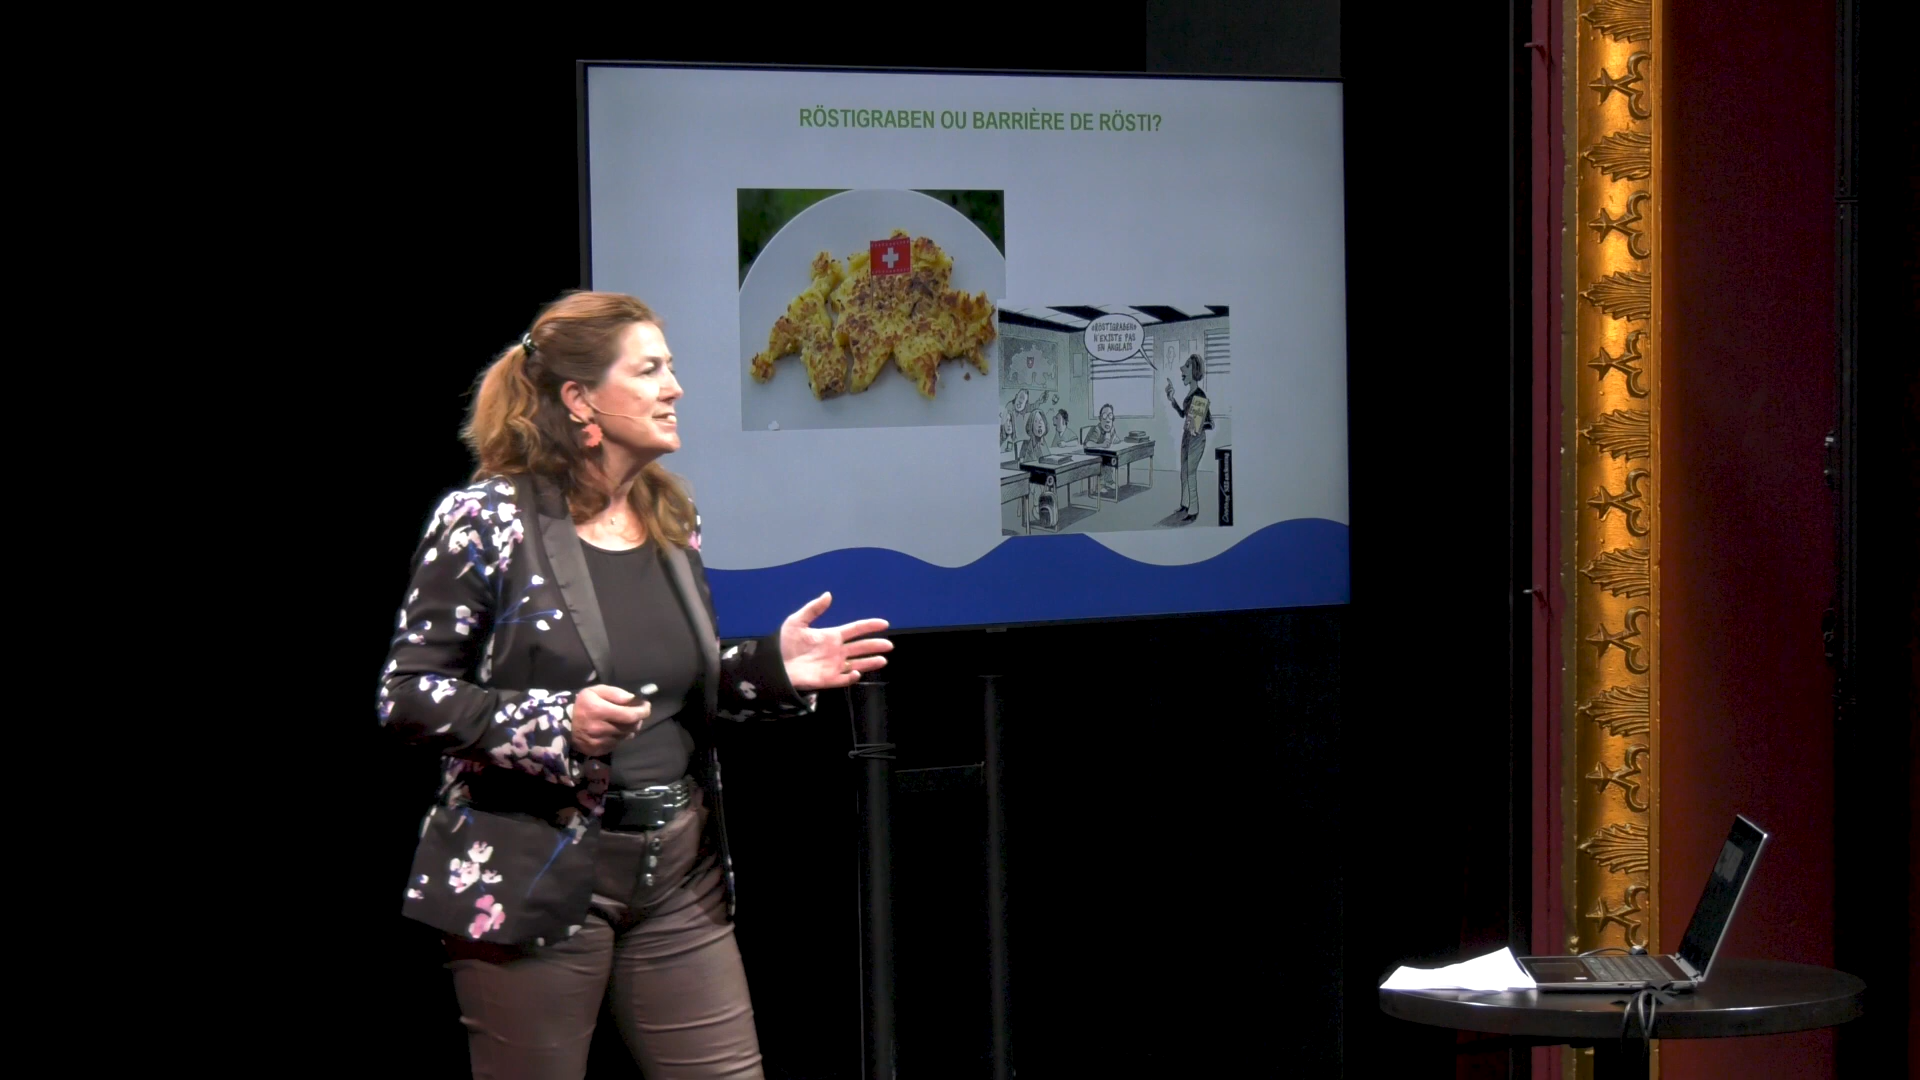 RÖSTIGRABEN OU BARRIÈRE DE RÖSTI?
«RÖSTIGRABEN»
N'EXISTE PAS
EN ANGLAIS